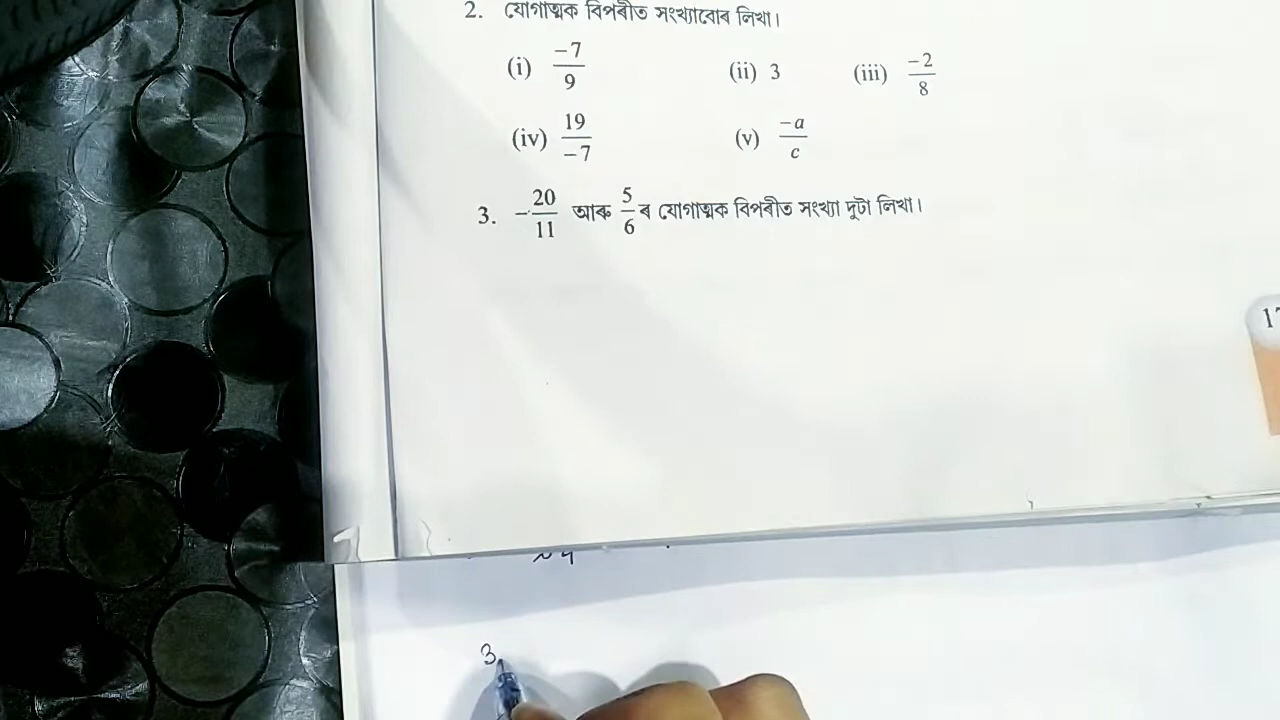 2. যোগাত্মক বিপৰীত সংখ্যাবোৰ লিখা।
(i) -7/9 (ii) 3 (iii) -2/8
(iv) 19/-7 (v) -a/c
3. -20/11 আৰু 5/6ৰ যোগাত্মক বিপৰীত সংখ্যা দুটা লিখা।
3